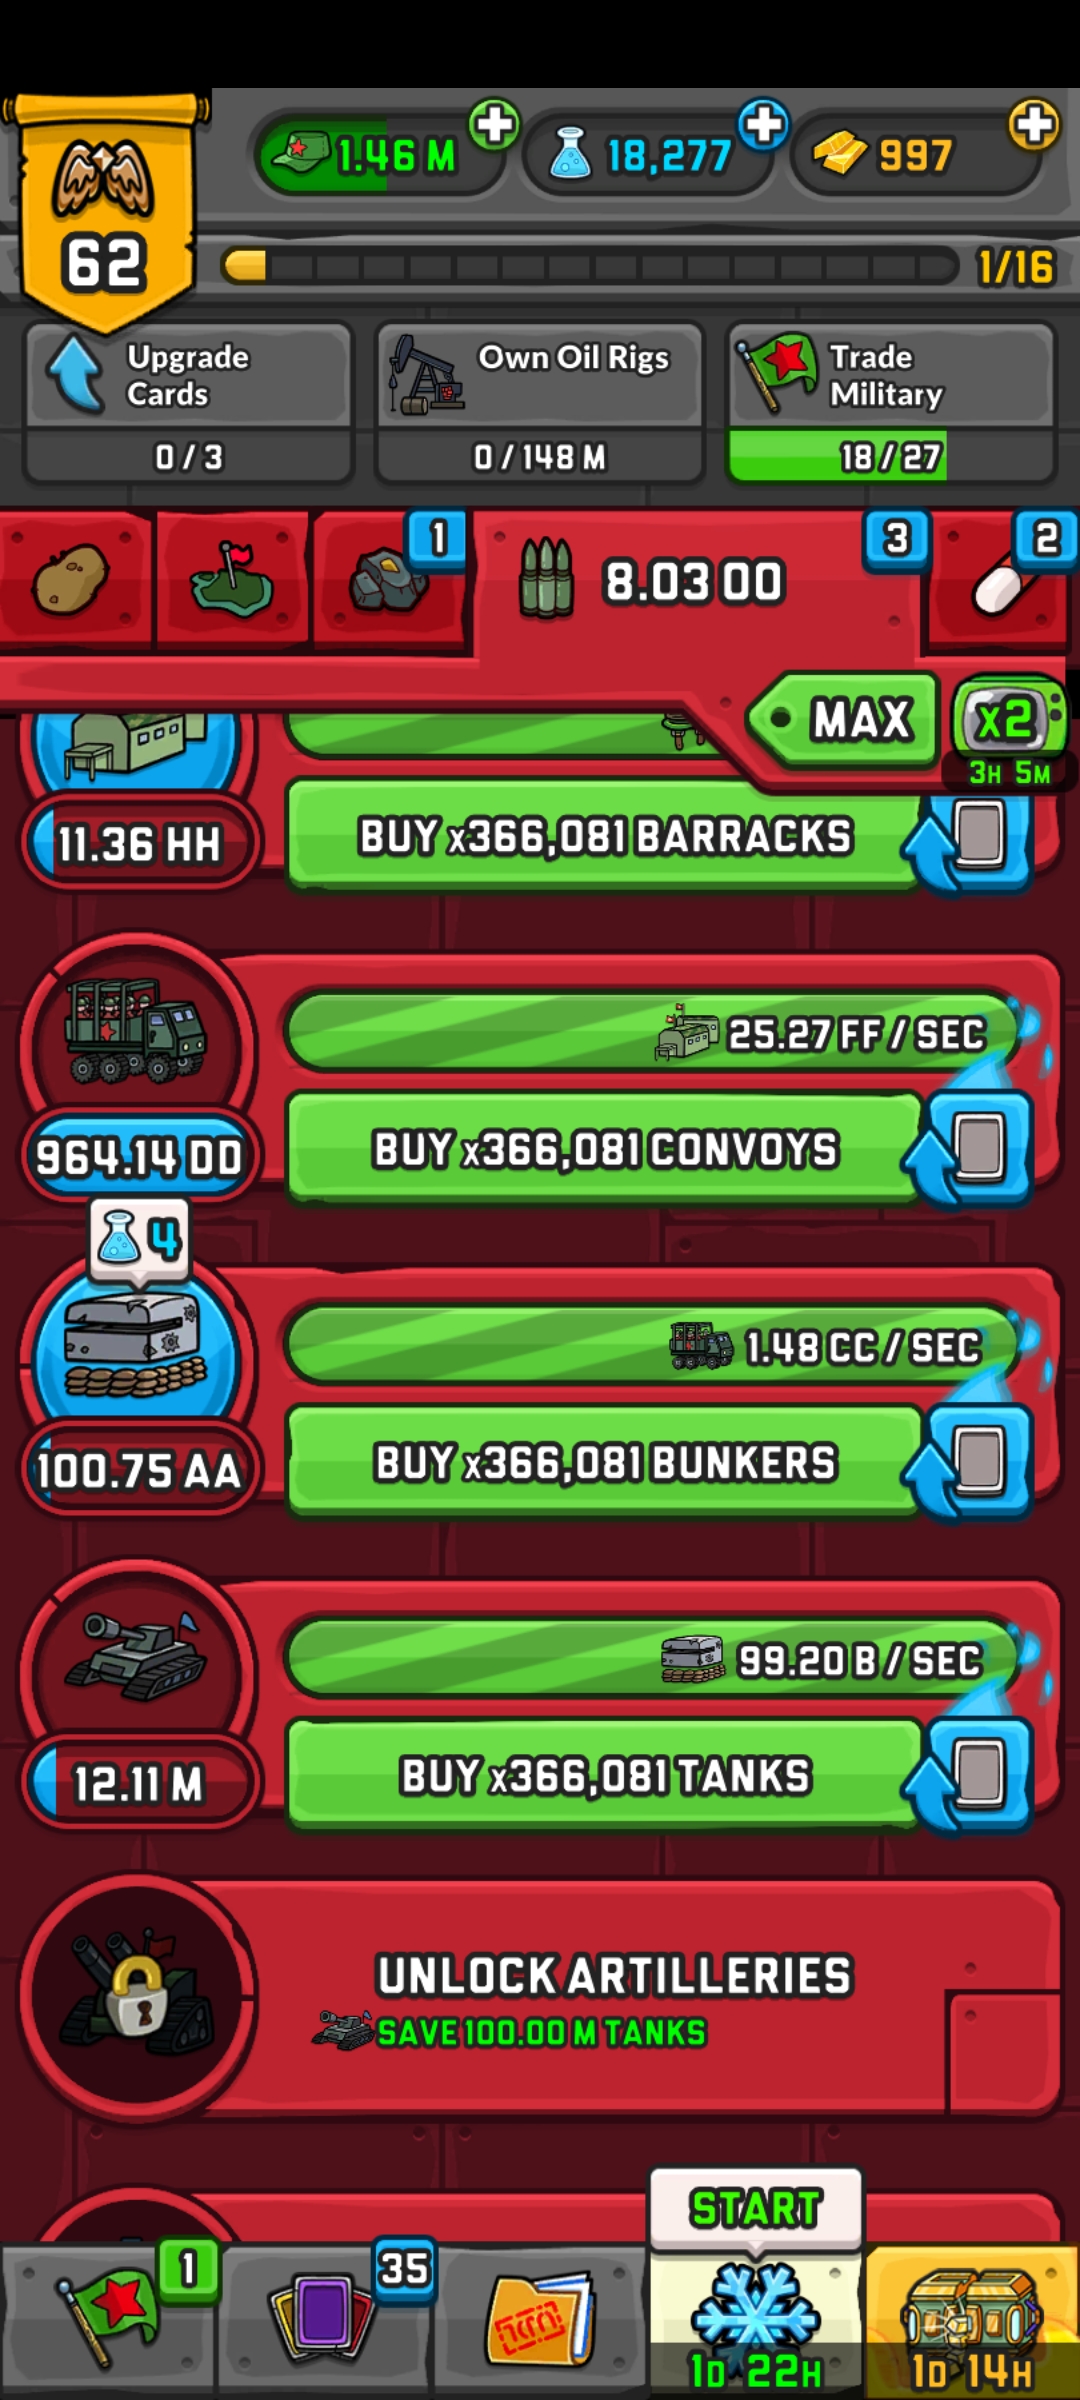 62
1.46 M
18,277
997
1/16
Upgrade Cards
0 / 3
Own Oil Rigs
0 / 148 M
Trade Military
18 / 27
1
8.03 OO
3
2
MAX
x2
3H 5M
11.36 HH
BUY x366,081 BARRACKS
25.27 FF / SEC
964.14 DD
BUY x366,081 CONVOYS
4
1.48 CC / SEC
100.75 AA
BUY x366,081 BUNKERS
99.20 B / SEC
12.11 M
BUY x366,081 TANKS
UNLOCK ARTILLERIES
SAVE 100.00 M TANKS
START
1
35
1D 22H
1D 14H